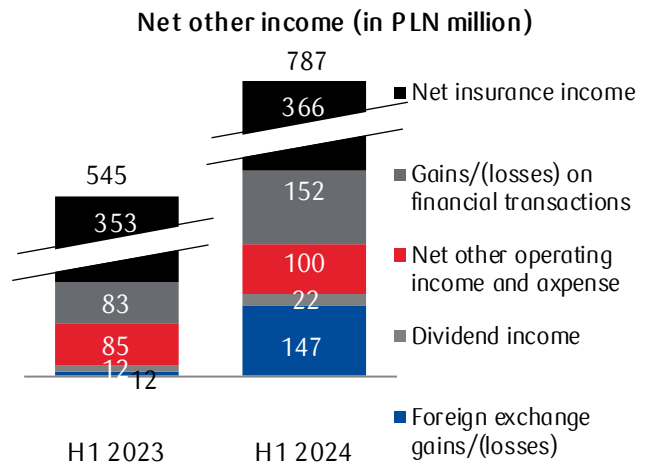 Net other income (in PLN million)
545
353
83
85
12
12
H1 2023
787
366
152
100
22
147
H1 2024
Net insurance income
Gains/(losses) on
financial transactions
Net other operating
income and axpense
Dividend income
Foreign exchange
gains/(losses)